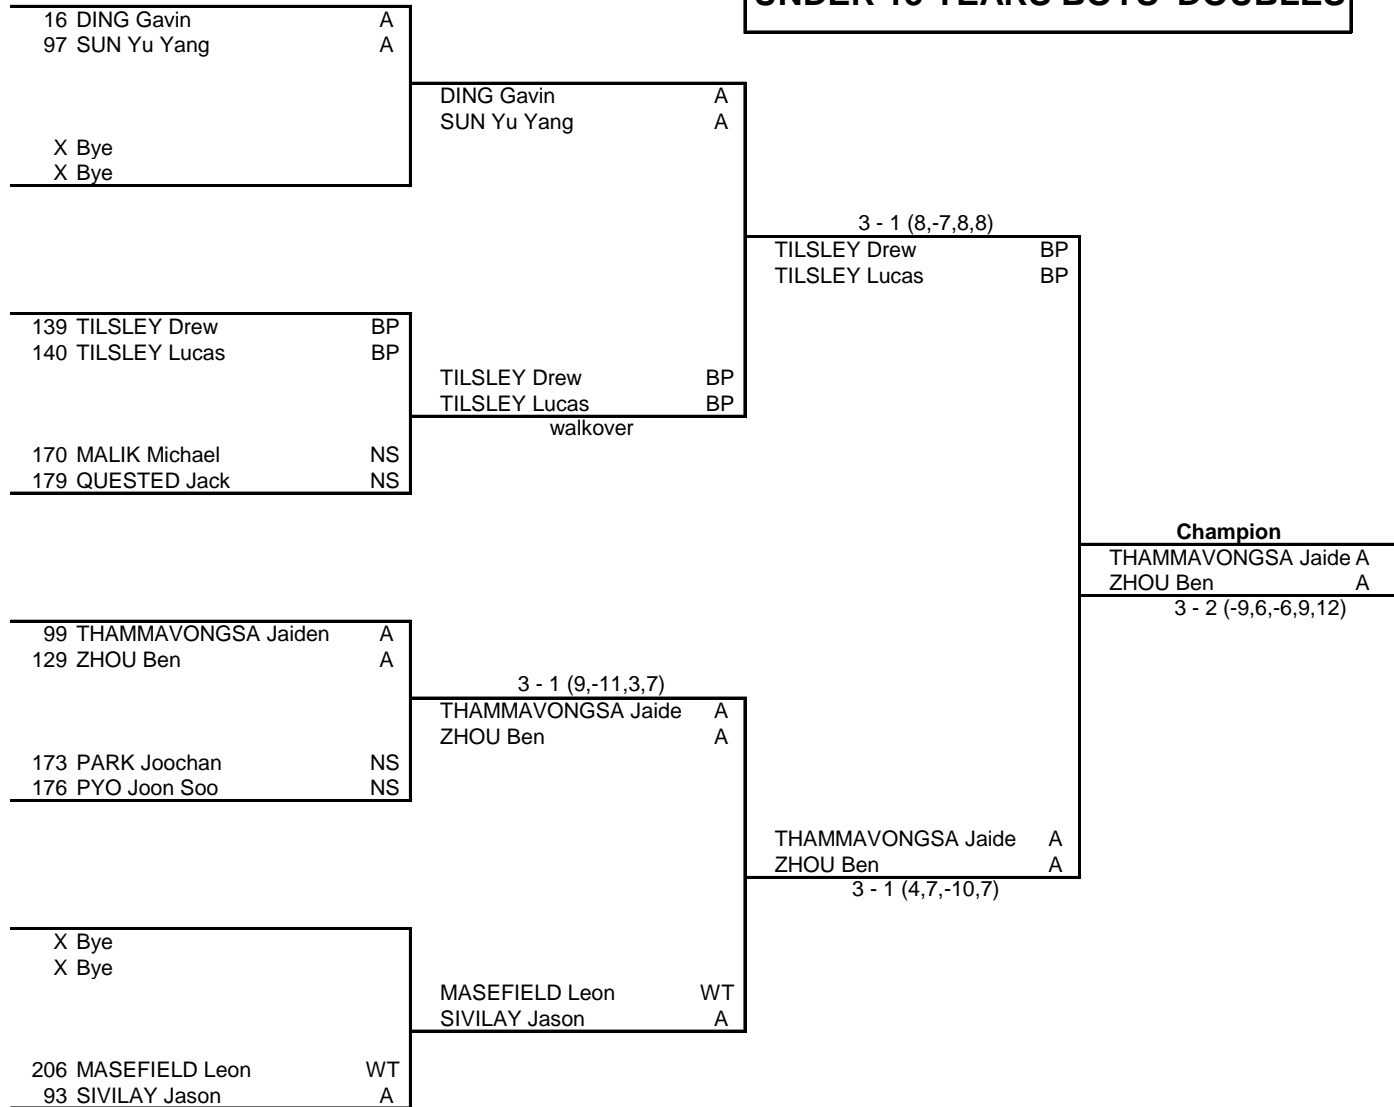 UNDER YEARS BOYS' DOUBLES
16 DING Gavin A
97 SUN Yu Yang A
DING Gavin A
SUN Yu Yang A
X Bye
X Bye
3 - 1 (8,-7,8,8)
TILSLEY Drew BP
TILSLEY Lucas BP
139 TILSLEY Drew BP
140 TILSLEY Lucas BP
TILSLEY Drew BP
TILSLEY Lucas BP
walkover
170 MALIK Michael NS
179 QUESTED Jack NS
Champion
THAMMAVONGSA Jaide A
ZHOU Ben A
3 - 2 (-9,6,-6,9,12)
99 THAMMAVONGSA Jaiden A
129 ZHOU Ben A
3 - 1 (9,-11,3,7)
THAMMAVONGSA Jaide A
ZHOU Ben A
173 PARK Joochan NS
176 PYO Joon Soo NS
THAMMAVONGSA Jaide A
ZHOU Ben A
3 - 1 (4,7,-10,7)
X Bye
X Bye
MASEFIELD Leon WT
SIVILAY Jason A
206 MASEFIELD Leon WT
93 SIVILAY Jason A